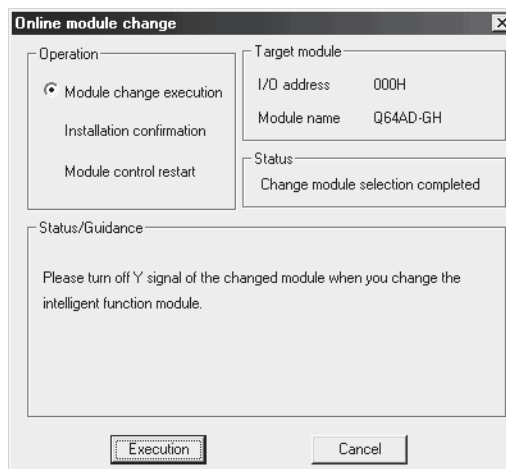 Online module change
Operation
Module change execution
Installation confirmation
Module control restart
Target module
I/O address 000H
Module name Q64AD-GH
Status
Change module selection completed
Status/Guidance
Please turn off Y signal of the changed module when you change the
intelligent function module.
Execution Cancel